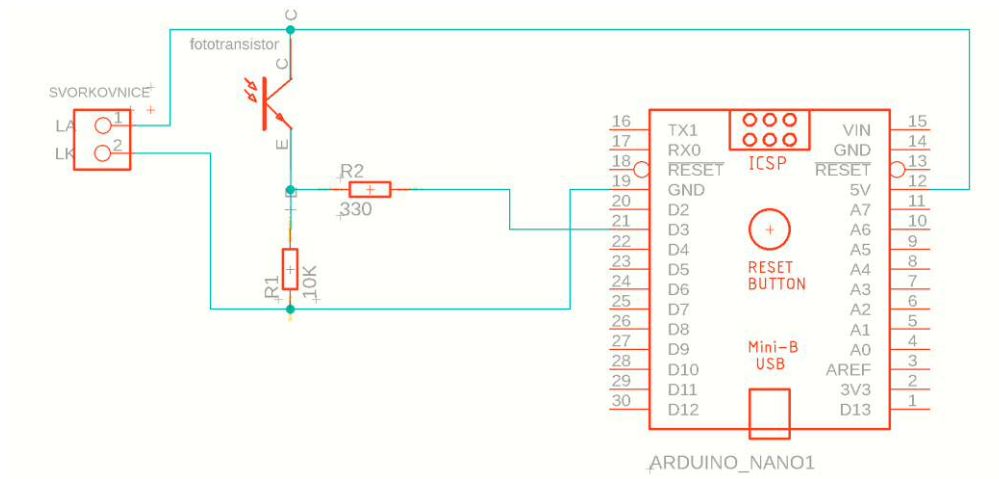 C
fototransistor
C
SVORKOVNICE
LA 1
LK 2
E
R2
330
R1
10K
16 TX1
17 RX0
18 RESET
19 GND
20 D2
21 D3
22 D4
23 D5
24 D6
25 D7
26 D8
27 D9
28 D10
29 D11
30 D12
ICSP
RESET
BUTTON
Mini-B
USB
VIN 15
GND 14
RESET 13
5V 12
A7 11
A6 10
A5 9
A4 8
A3 7
A2 6
A1 5
A0 4
AREF 3
3V3 2
D13 1
ARDUINO_NANO1